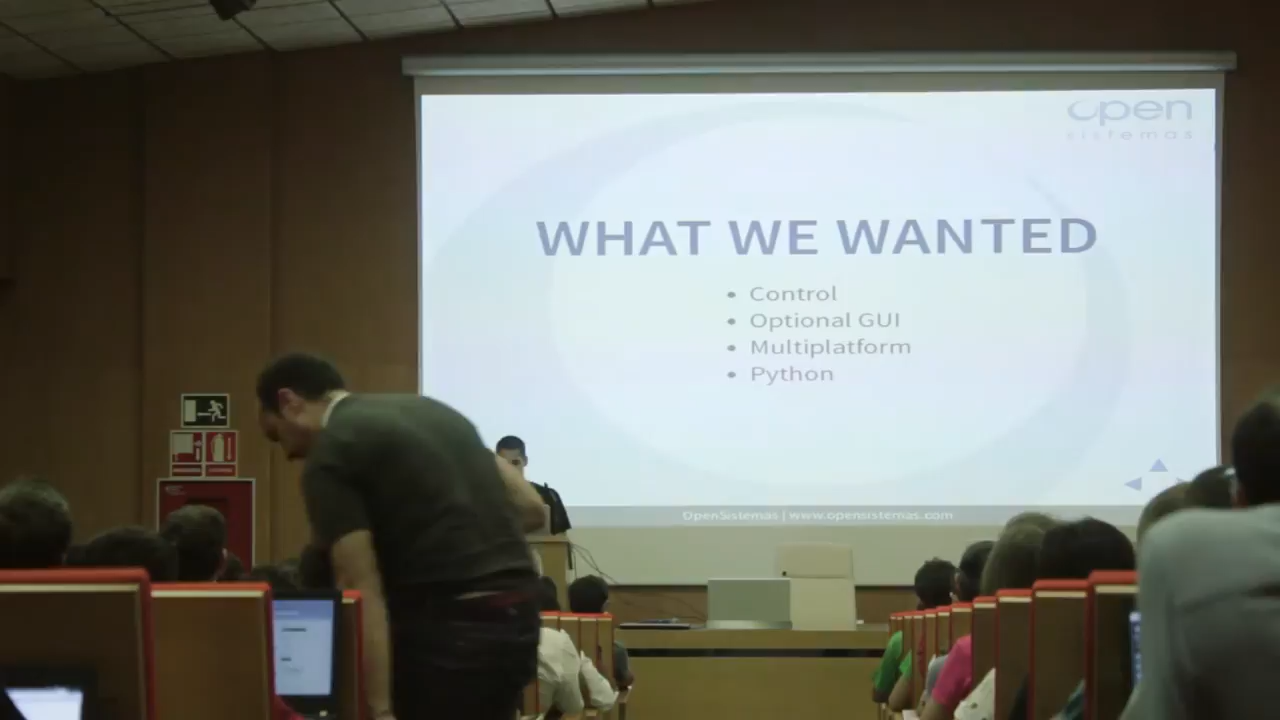 open
sistemas
WHAT WE WANTED
• Control
• Optional GUI
• Multiplatform
• Python
OpenSistemas | www.opensistemas.com